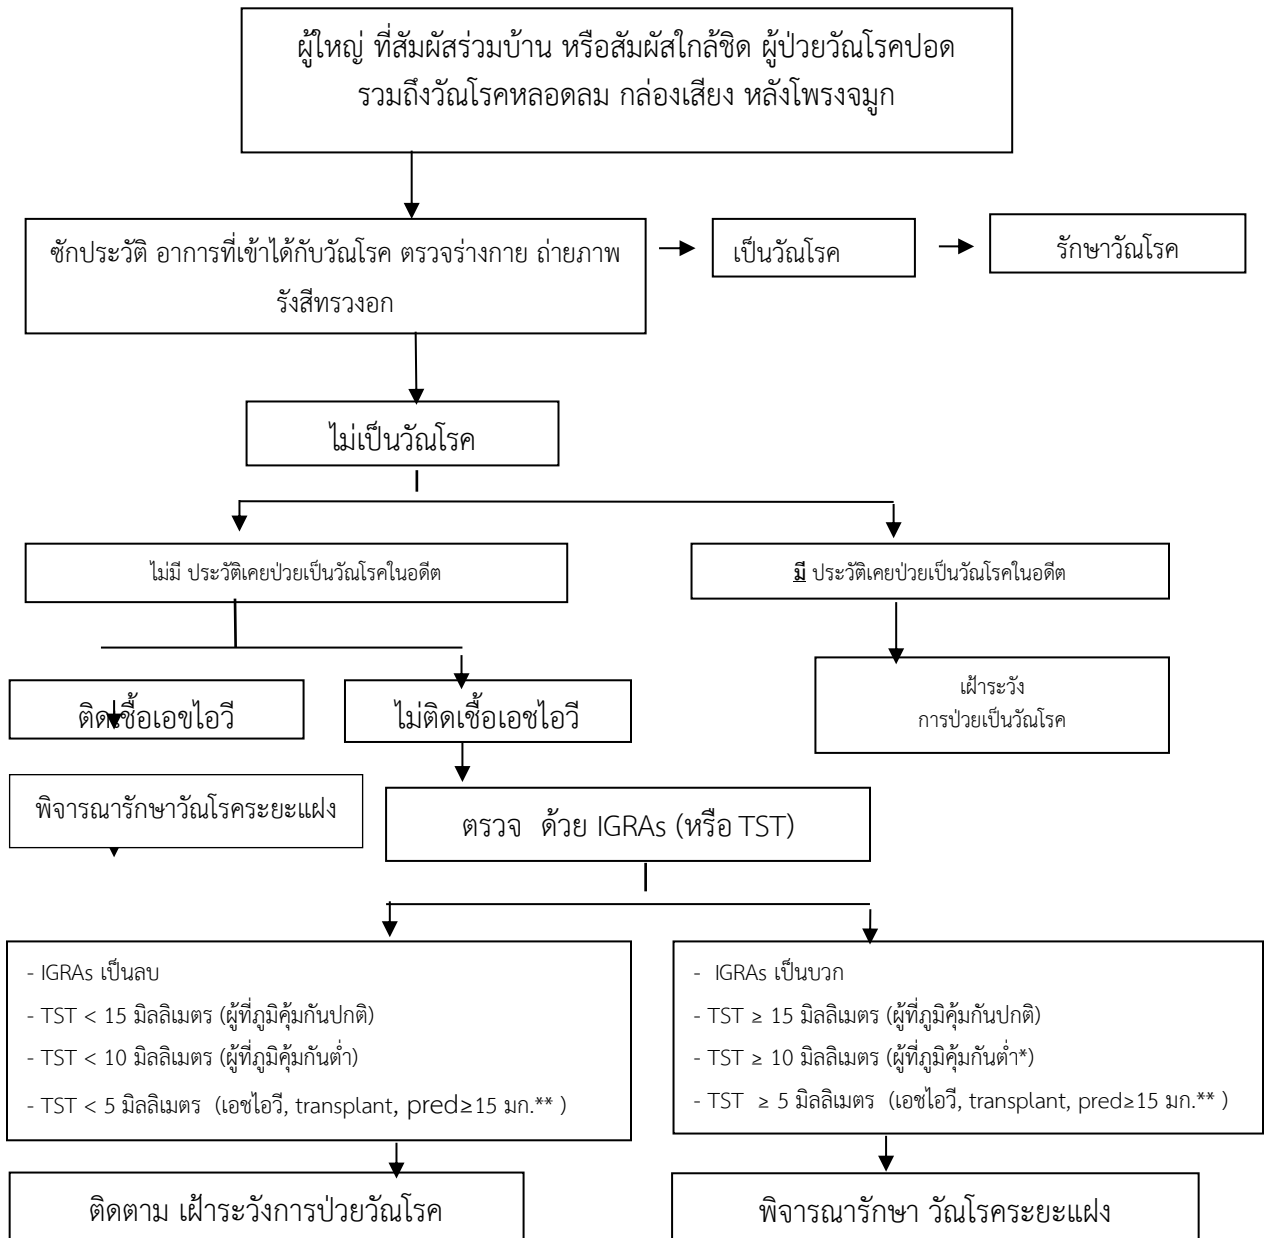 ผู้ใหญ่ ที่สัมผัสร่วมบ้าน หรือสัมผัสใกล้ชิด ผู้ป่วยวัณโรคปอด
รวมถึงวัณโรคหลอดลม กล่องเสียง หลังโพรงจมูก
ซักประวัติ อาการที่เข้าได้กับวัณโรค ตรวจร่างกาย ถ่ายภาพ
รังสีทรวงอก
เป็นวัณโรค
รักษาวัณโรค
ไม่เป็นวัณโรค
ไม่มี ประวัติเคยป่วยเป็นวัณโรคในอดีต
มี ประวัติเคยป่วยเป็นวัณโรคในอดีต
เฝ้าระวัง
การป่วยเป็นวัณโรค
ติดเชื้อเอขไอวี
ไม่ติดเชื้อเอชไอวี
พิจารณารักษาวัณโรคระยะแฝง
ตรวจ ด้วย IGRAs (หรือ TST)
- IGRAs เป็นลบ
- TST < 15 มิลลิเมตร (ผู้ที่ภูมิคุ้มกันปกติ)
- TST < 10 มิลลิเมตร (ผู้ที่ภูมิคุ้มกันต่ำ)
- TST < 5 มิลลิเมตร (เอชไอวี, transplant, pred≥15 มก.** )
- IGRAs เป็นบวก
- TST ≥ 15 มิลลิเมตร (ผู้ที่ภูมิคุ้มกันปกติ)
- TST ≥ 10 มิลลิเมตร (ผู้ที่ภูมิคุ้มกันต่ำ*)
- TST ≥ 5 มิลลิเมตร (เอชไอวี, transplant, pred≥15 มก.** )
ติดตาม เฝ้าระวังการป่วยวัณโรค
พิจารณารักษา วัณโรคระยะแฝง